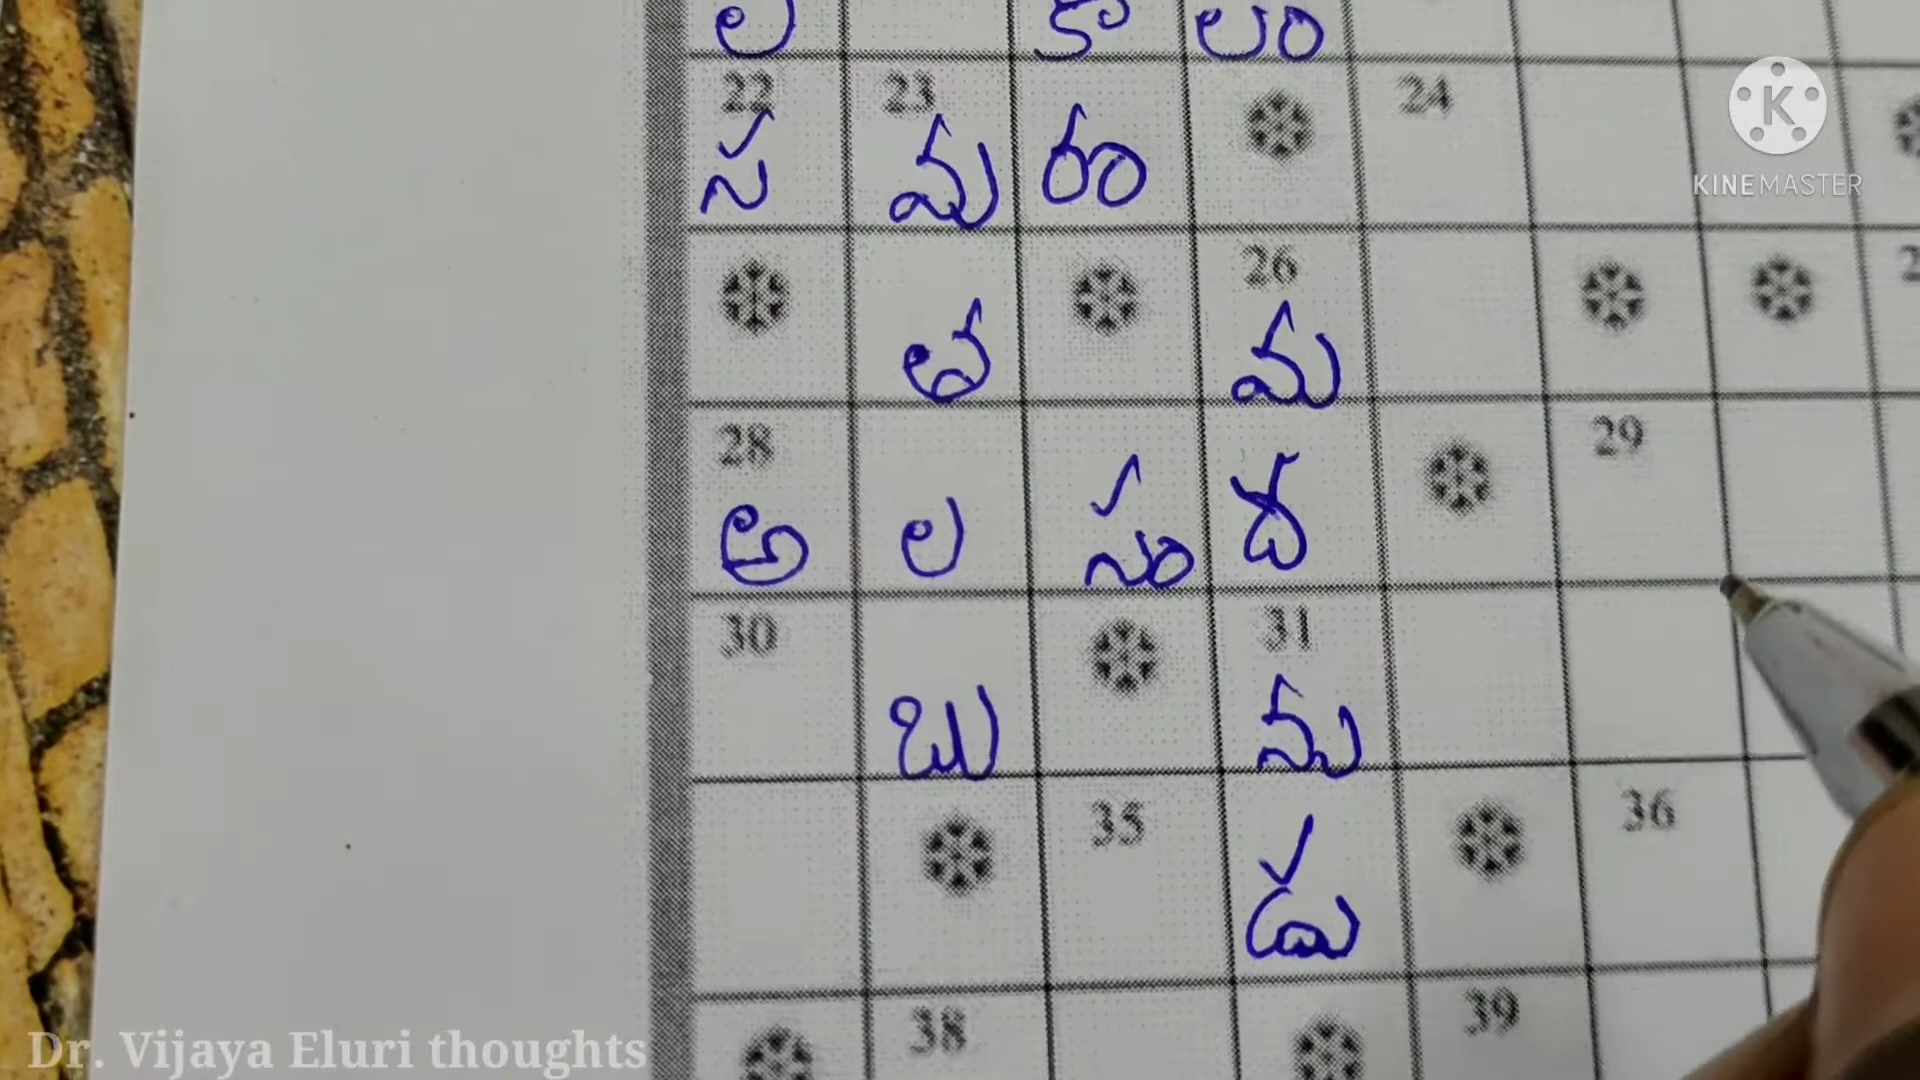 ల కా లం
22 23 24
స మ రం
26
త మ
28 29
అ ల సం ద
30 31
బు ను
35 36
డు
38 39
KINEMASTER
Dr. Vijaya Eluri thoughts